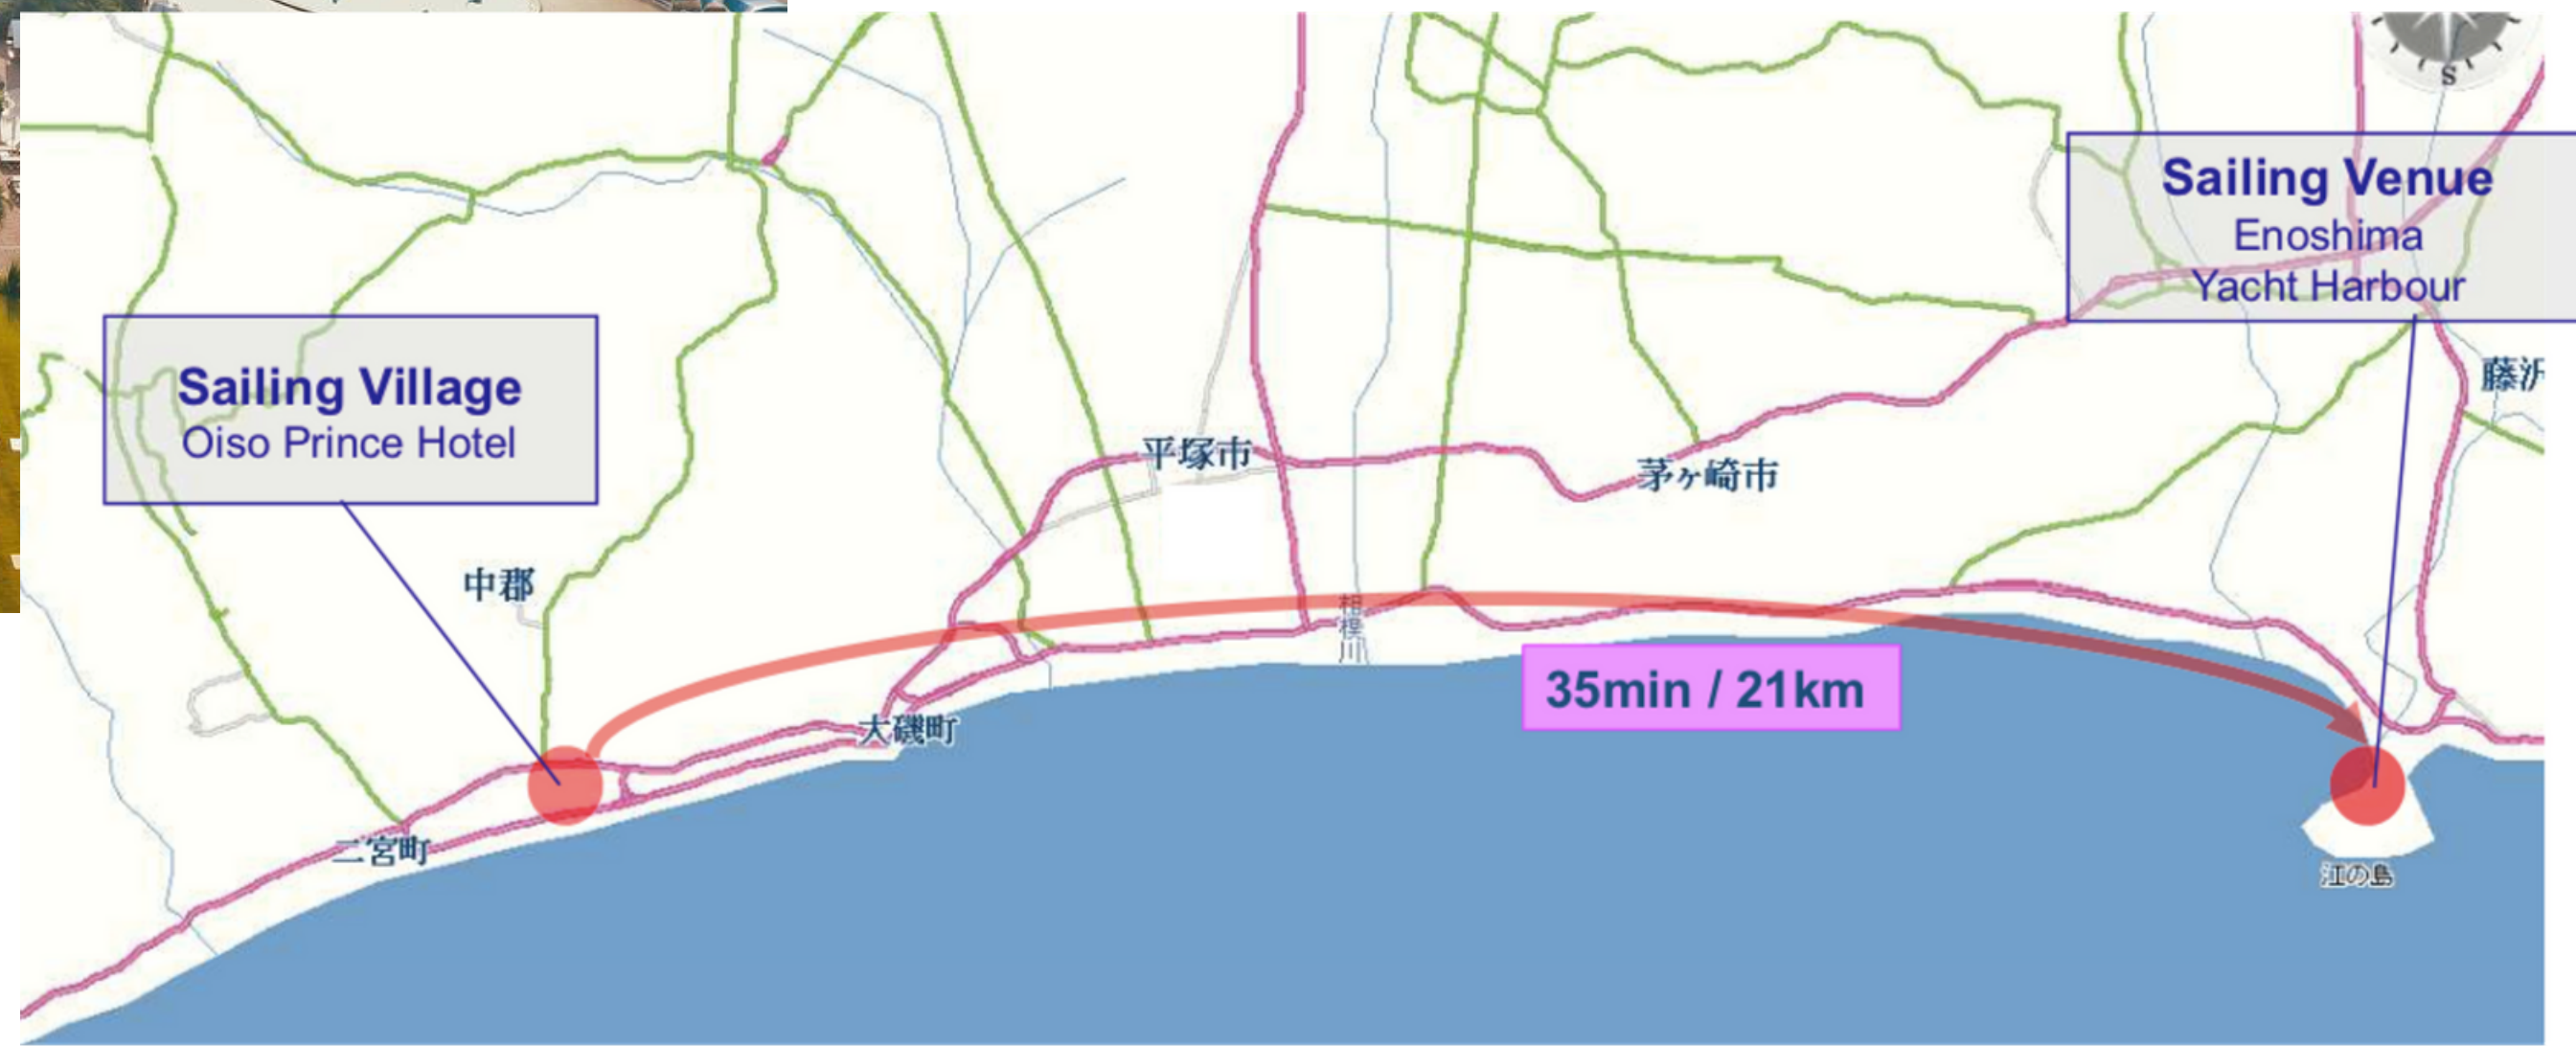 S
Sailing Venue
Enoshima
Yacht Harbour
藤沢
Sailing Village
Oiso Prince Hotel
平塚市
茅ヶ崎市
中郡
相模川
35min / 21km
大磯町
二宮町
江の島